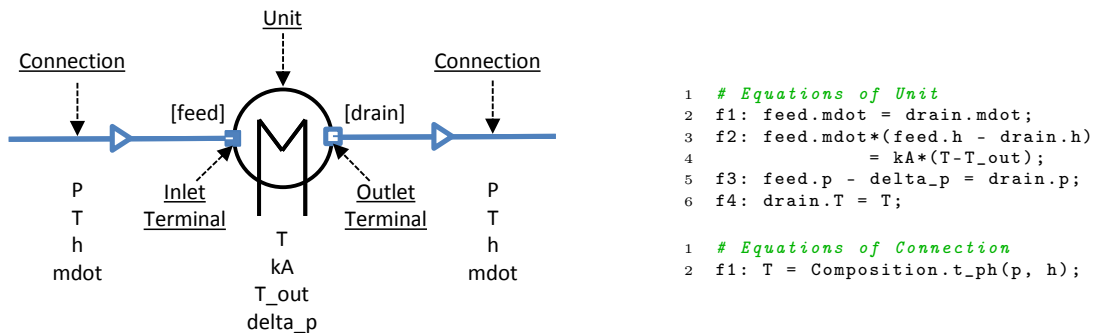 Unit
Connection
Connection
[feed]
[drain]
Inlet
Terminal
Outlet
Terminal
P
T
h
mdot
T
kA
T_out
delta_p
P
T
h
mdot
1 # Equations of Unit
2 f1: feed.mdot = drain.mdot;
3 f2: feed.mdot*(feed.h - drain.h)
4 = kA*(T-T_out);
5 f3: feed.p - delta_p = drain.p;
6 f4: drain.T = T;
1 # Equations of Connection
2 f1: T = Composition.t_ph(p, h);